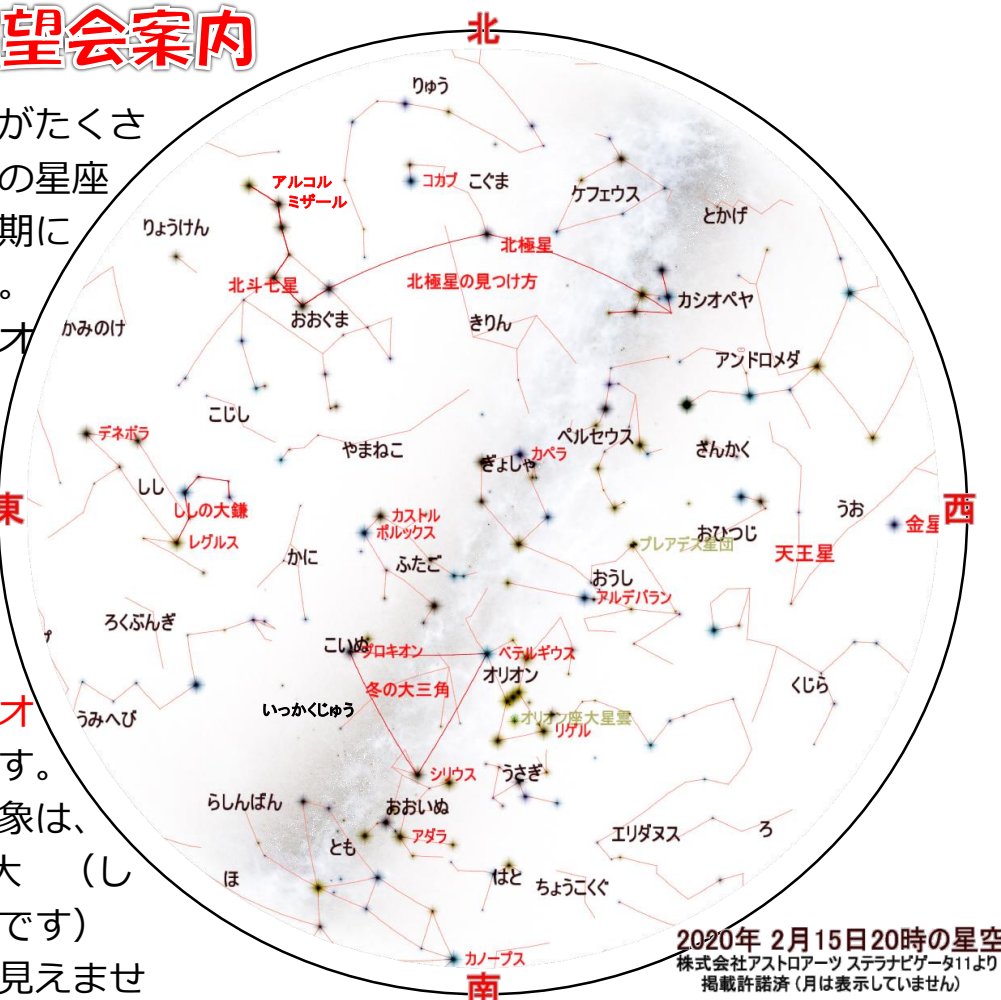 望会案内
北
がたくさ
の星座
期に
。
オ
りゅう
アルコル
ミザール
コカブ
こぐま
ケフェウス
とかげ
りょうけん
北極星
北斗七星
北極星の見つけ方
カシオペヤ
おおぐま
きりん
かみのけ
アンドロメダ
こじし
デネボラ
やまねこ
ペルセウス
カペラ
ぎょしゃ
さんかく
しし
ししの大鎌
カストル
ポルックス
うお
東
西
金星
レグルス
おひつじ
プレアデス星団
天王星
かに
ふたご
おうし
アルデバラン
ろくぶんぎ
こいぬ
プロキオン
ベテルギウス
オリオン
冬の大三角
くじら
いっかくじゅう
うみへび
オリオン座大星雲
リゲル
オ
す。
シリウス
うさぎ
らしんばん
おおいぬ
象は、
アダラ
エリダヌス
ろ
とも
大 （し
ほ
はと
ちょうこくぐ
です）
見えませ
カノープス
南
2020年 2月15日20時の星空
株式会社アストロアーツ ステラナビゲータ11より
掲載許諾済 (月は表示していません)